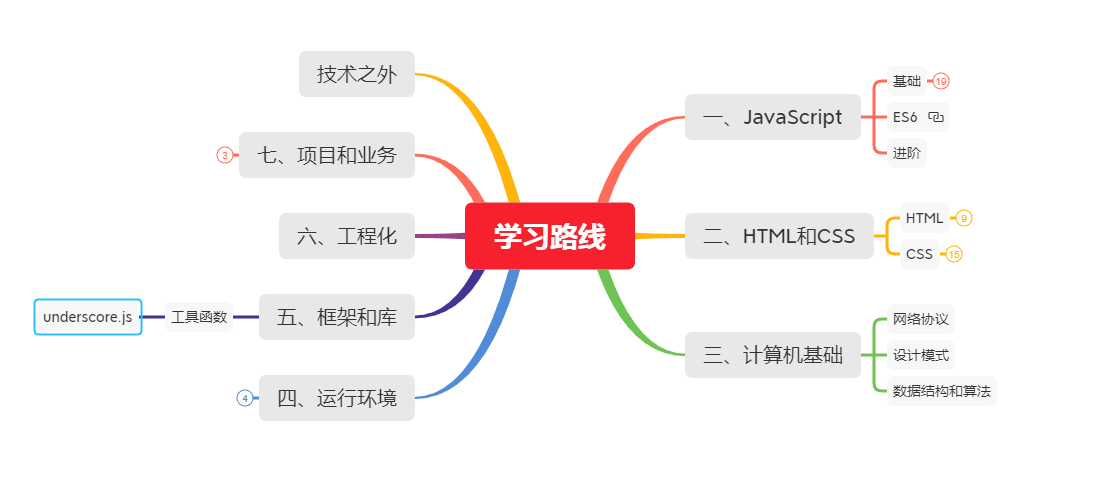 学习路线
一、JavaScript
基础
19
ES6
进阶
二、HTML和CSS
HTML
9
CSS
15
三、计算机基础
网络协议
设计模式
数据结构和算法
四、运行环境
4
五、框架和库
工具函数
underscore.js
六、工程化
七、项目和业务
3
技术之外